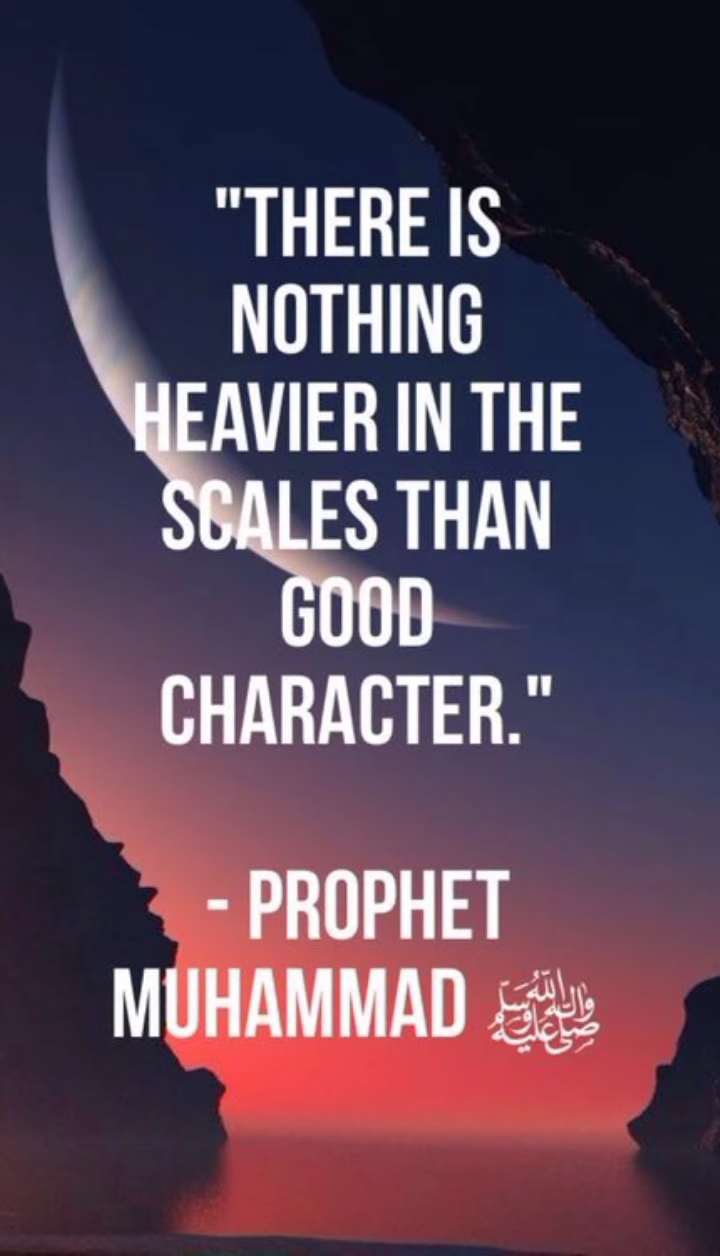 "THERE IS
NOTHING
HEAVIER IN THE
SCALES THAN
GOOD
CHARACTER."
- PROPHET
MUHAMMAD ﷺ